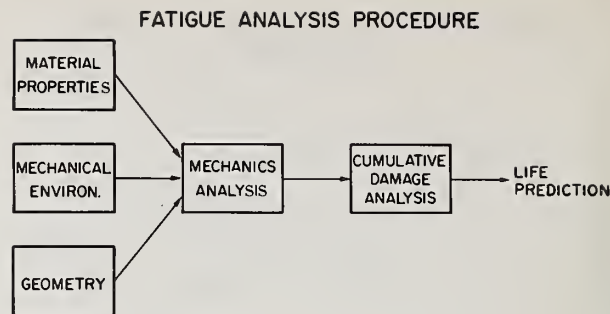 FATIGUE ANALYSIS PROCEDURE
MATERIAL
PROPERTIES
MECHANICAL
ENVIRON.
GEOMETRY
MECHANICS
ANALYSIS
CUMULATIVE
DAMAGE
ANALYSIS
LIFE
PREDICTION